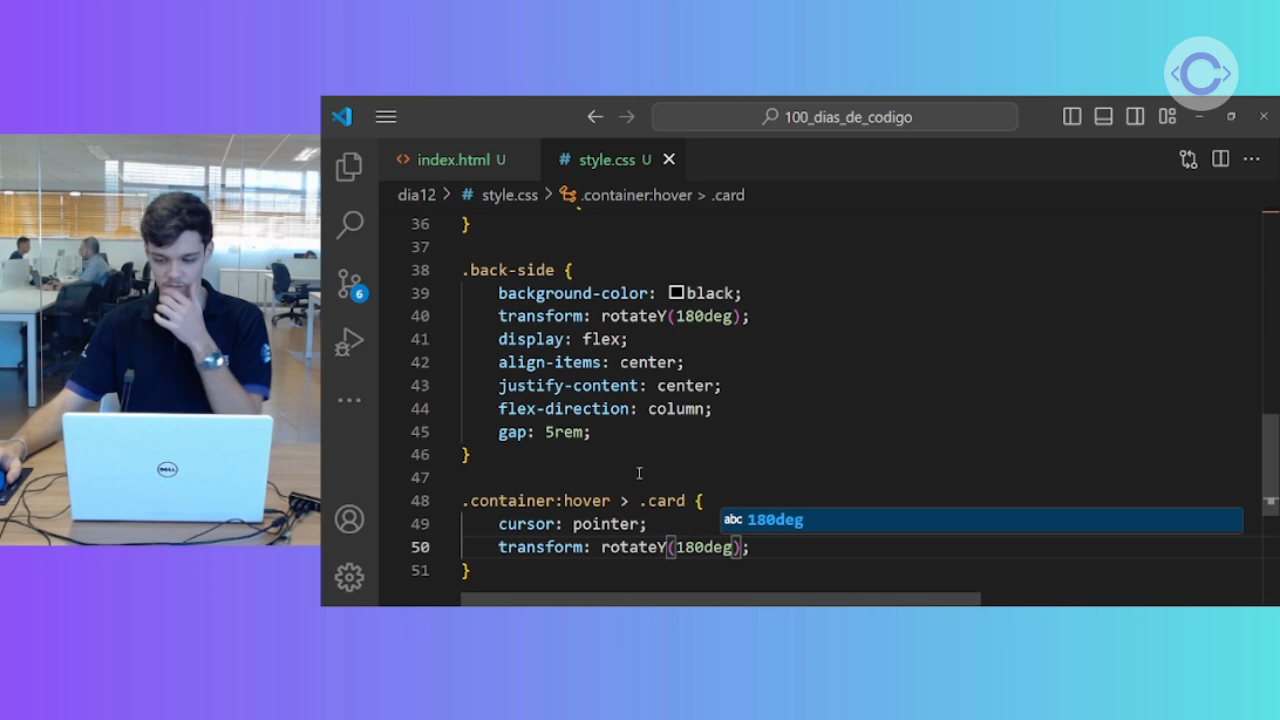 <C>
100_dias_de_codigo
index.html U
# style.css U
dia12 > # style.css > .container:hover > .card
36 }
37
38 .back-side {
39 background-color: black;
40 transform: rotateY(180deg);
41 display: flex;
42 align-items: center;
43 justify-content: center;
44 flex-direction: column;
45 gap: 5rem;
46 }
47
48 .container:hover > .card {
49 cursor: pointer;
abc 180deg
50 transform: rotateY(180deg);
51 }
6
DELL